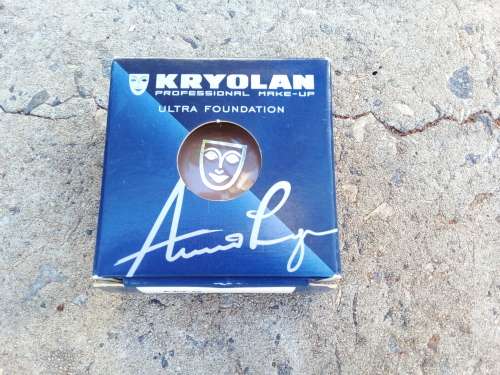 KRYOLAN
PROFESSIONAL MAKE-UP
ULTRA FOUNDATION